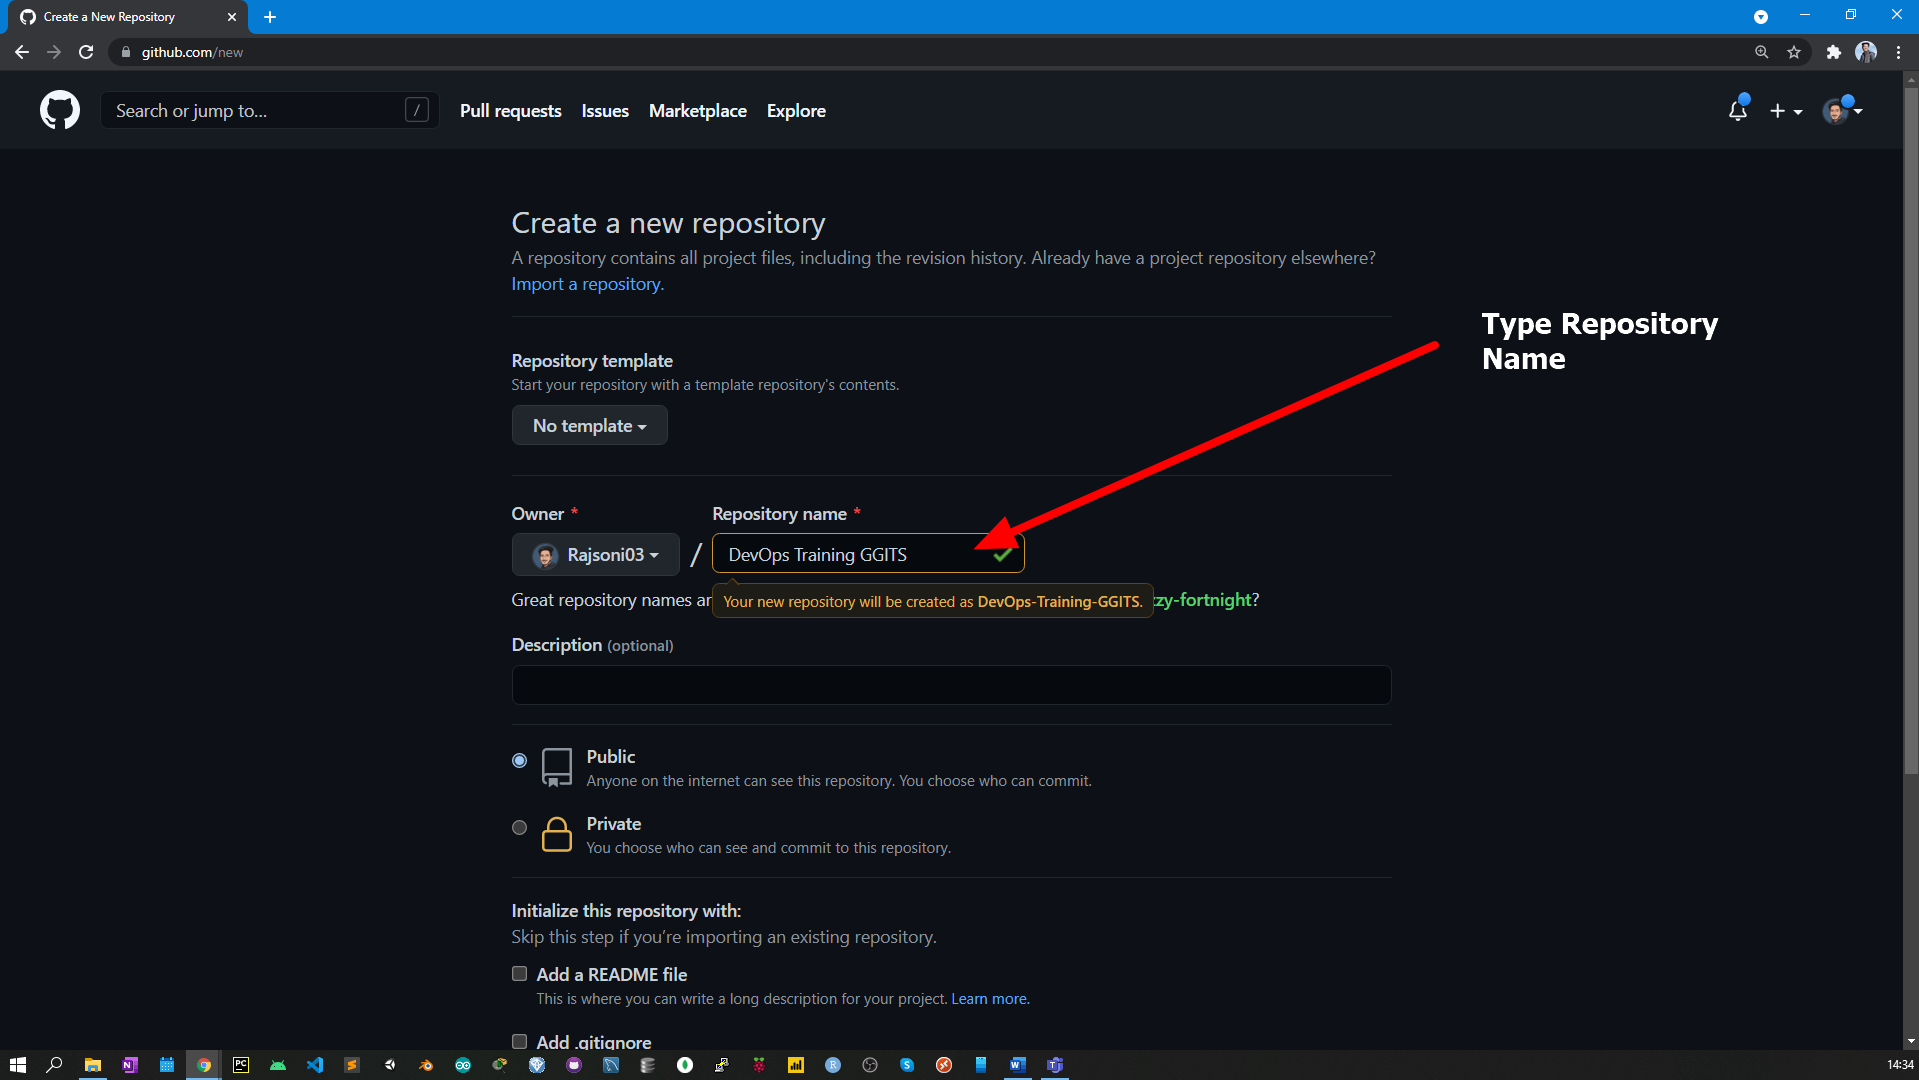 Create a New Repository
github.com/new
Search or jump to... /
Pull requests Issues Marketplace Explore
Create a new repository
A repository contains all project files, including the revision history. Already have a project repository elsewhere?
Import a repository.
Type Repository
Name
Repository template
Start your repository with a template repository's contents.
No template
Owner * Repository name *
Rajsoni03 / DevOps Training GGITS
Great repository names ar
Your new repository will be created as DevOps-Training-GGITS.
zzy-fortnight?
Description (optional)
Public
Anyone on the internet can see this repository. You choose who can commit.
Private
You choose who can see and commit to this repository.
Initialize this repository with:
Skip this step if you’re importing an existing repository.
Add a README file
This is where you can write a long description for your project. Learn more.
Add .gitignore
14:34